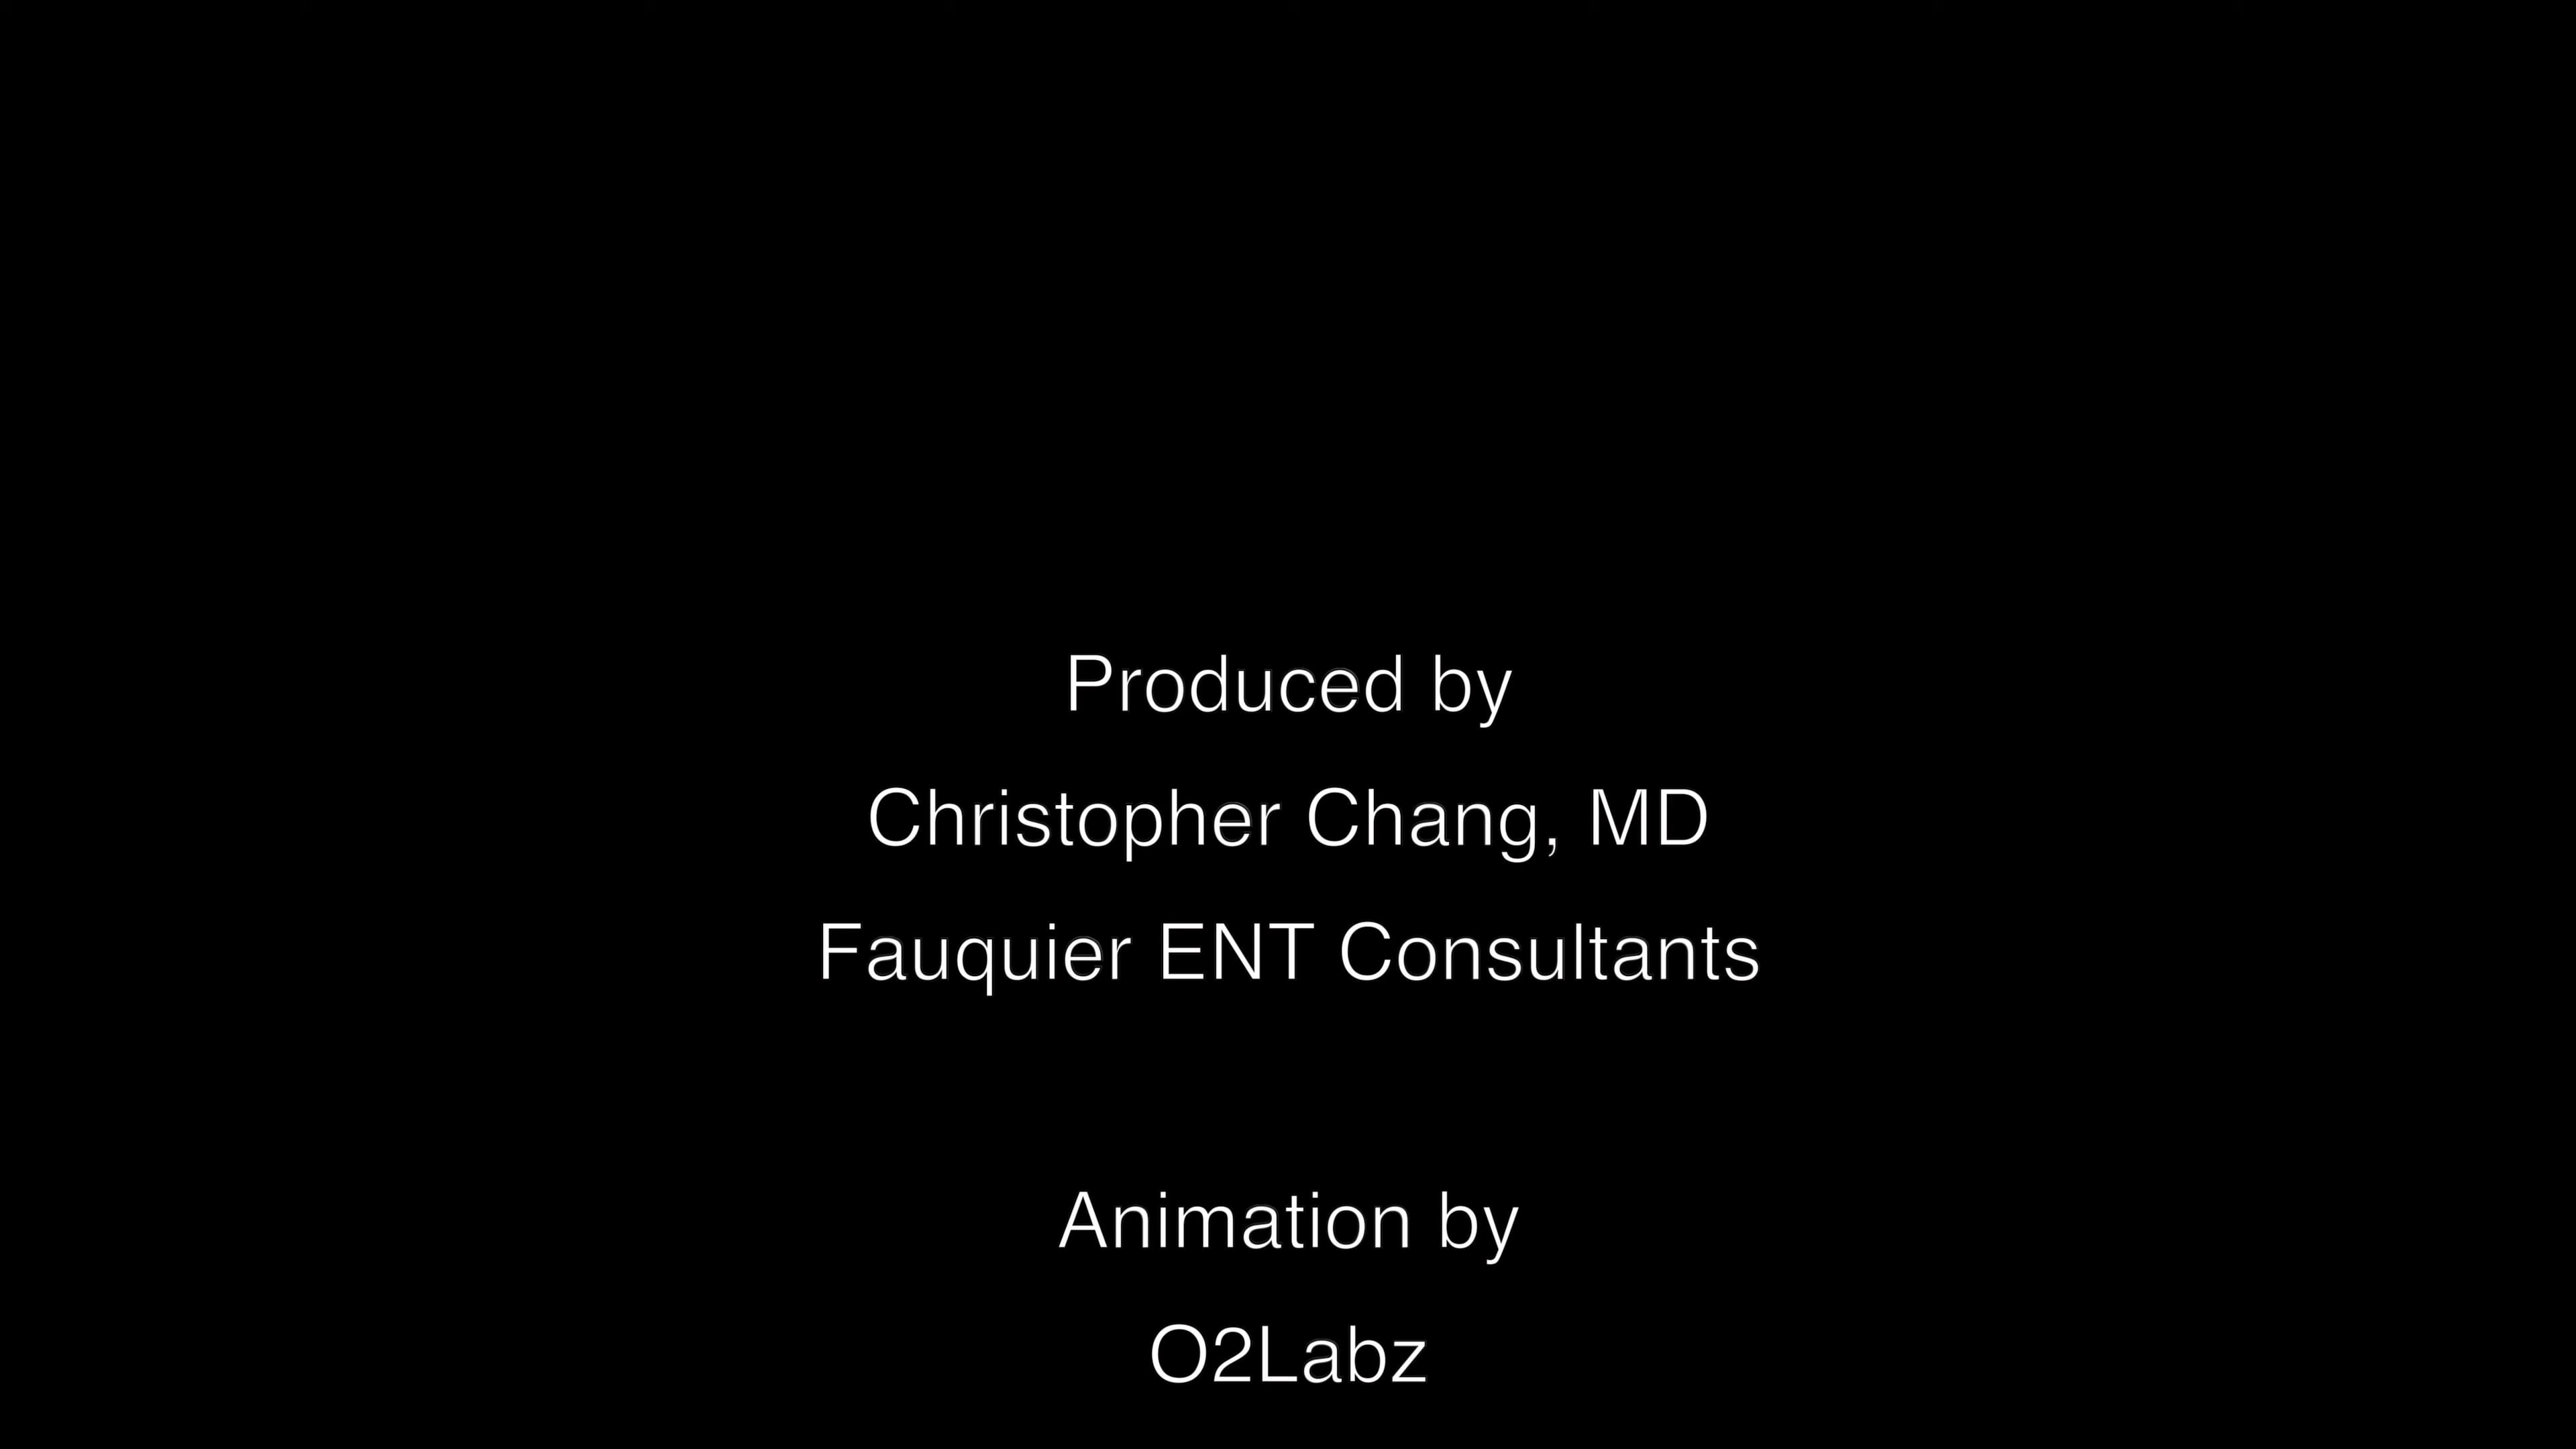 Produced by
Christopher Chang, MD
Fauquier ENT Consultants
Animation by
O2Labz